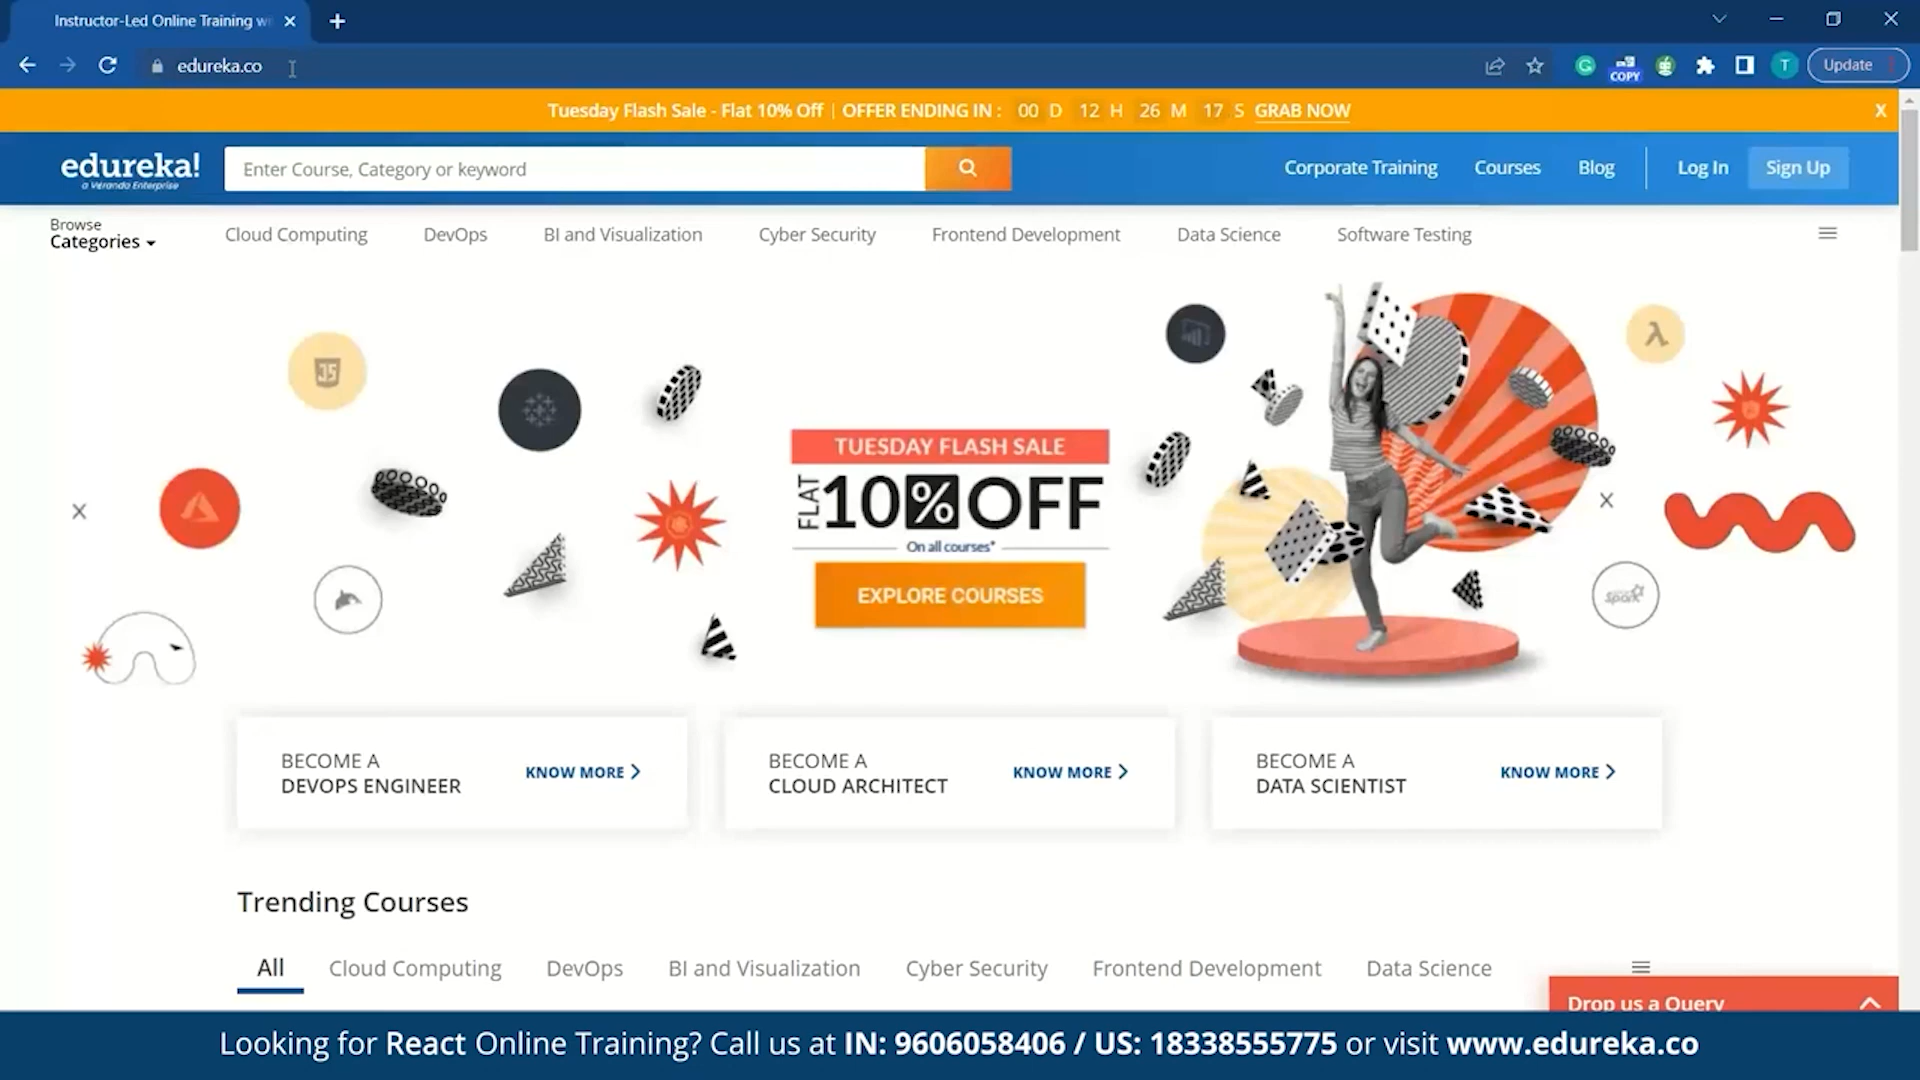 Instructor-Led Online Training w
edureka.co
COPY
T
Update
Tuesday Flash Sale - Flat 10% Off | OFFER ENDING IN : 00 D 12 H 26 M 17 S GRAB NOW
X
edureka!
a Veranda Enterprise
Enter Course, Category or keyword
Corporate Training
Courses
Blog
Log In
Sign Up
Browse
Categories
Cloud Computing
DevOps
BI and Visualization
Cyber Security
Frontend Development
Data Science
Software Testing
JS
λ
TUESDAY FLASH SALE
FLAT 10% OFF
On all courses*
EXPLORE COURSES
Spark
BECOME A
DEVOPS ENGINEER
KNOW MORE
BECOME A
CLOUD ARCHITECT
KNOW MORE
BECOME A
DATA SCIENTIST
KNOW MORE
Trending Courses
All
Cloud Computing
DevOps
BI and Visualization
Cyber Security
Frontend Development
Data Science
Drop us a Query
Looking for React Online Training? Call us at IN: 9606058406 / US: 18338555775 or visit www.edureka.co